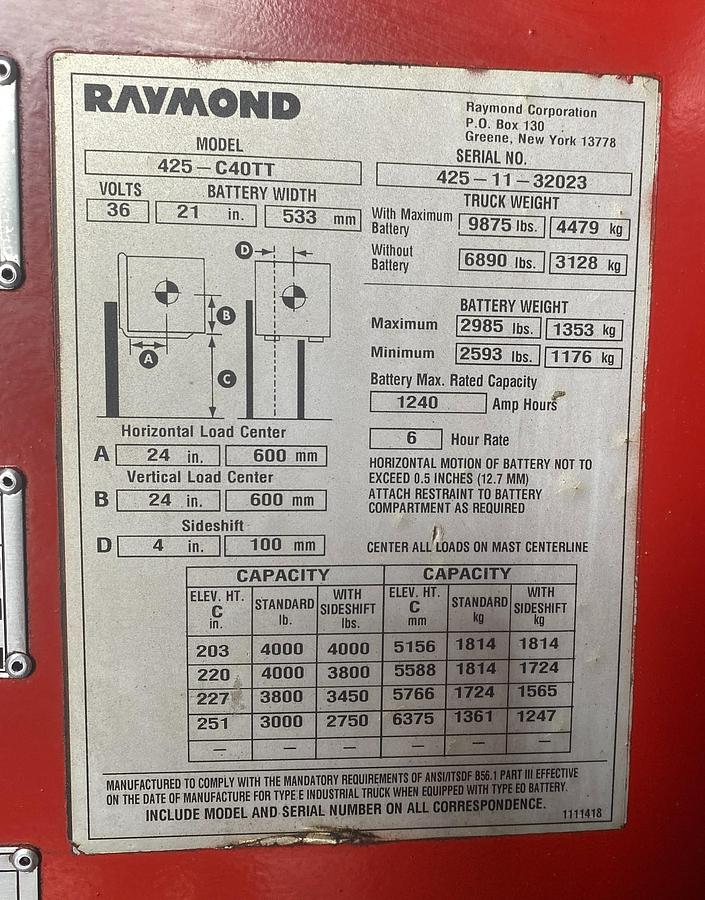 RAYMOND
Raymond Corporation
P.O. Box 130
Greene, New York 13778
MODEL
425 – C40TT
SERIAL NO.
425 – 11 – 32023
VOLTS
36
BATTERY WIDTH
21 in.
533 mm
TRUCK WEIGHT
With Maximum Battery 9875 lbs. 4479 kg
Without Battery 6890 lbs. 3128 kg
BATTERY WEIGHT
Maximum 2985 lbs. 1353 kg
Minimum 2593 lbs. 1176 kg
Battery Max. Rated Capacity
1240 Amp Hours
6 Hour Rate
HORIZONTAL MOTION OF BATTERY NOT TO
EXCEED 0.5 INCHES (12.7 MM)
ATTACH RESTRAINT TO BATTERY
COMPARTMENT AS REQUIRED
CENTER ALL LOADS ON MAST CENTERLINE
D
B
A
C
Horizontal Load Center
A 24 in. 600 mm
Vertical Load Center
B 24 in. 600 mm
Sideshift
D 4 in. 100 mm
CAPACITY CAPACITY
ELEV. HT. C in. STANDARD lb. WITH SIDESHIFT lbs. ELEV. HT. C mm STANDARD kg WITH SIDESHIFT kg
203 4000 4000 5156 1814 1814
220 4000 3800 5588 1814 1724
227 3800 3450 5766 1724 1565
251 3000 2750 6375 1361 1247
– – – – – –
MANUFACTURED TO COMPLY WITH THE MANDATORY REQUIREMENTS OF ANSI/ITSDF B56.1 PART III EFFECTIVE
ON THE DATE OF MANUFACTURE FOR TYPE E INDUSTRIAL TRUCK WHEN EQUIPPED WITH TYPE EO BATTERY.
INCLUDE MODEL AND SERIAL NUMBER ON ALL CORRESPONDENCE.
1111418